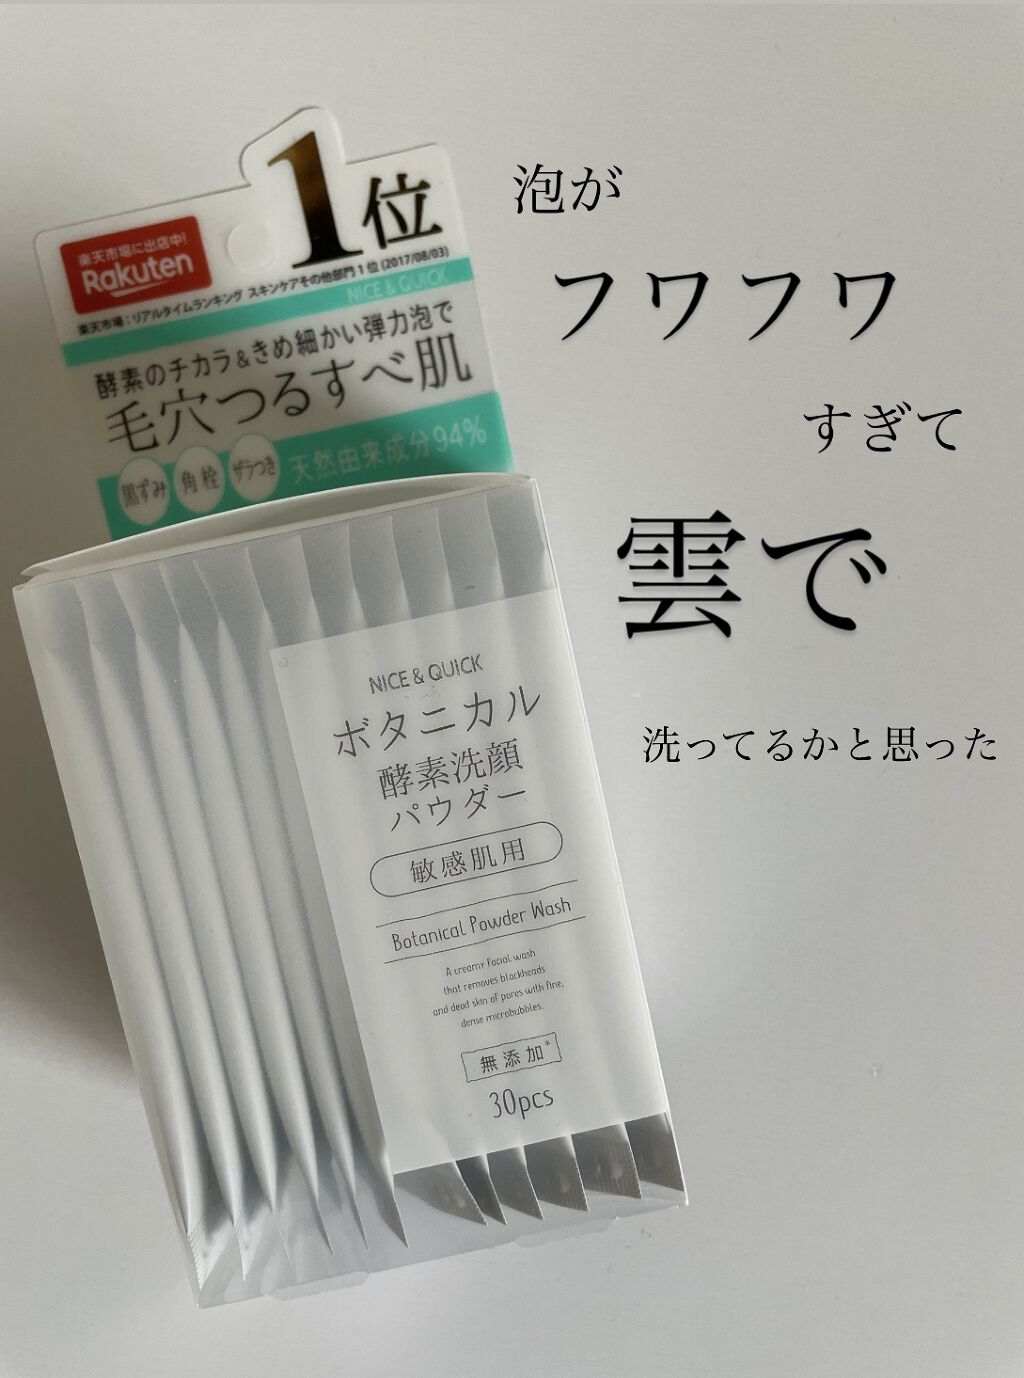 1位
楽天市場に出店中!
Rakuten
楽天市場:リアルタイムランキング スキンケアその他部門 1位(2017/08/03)
NICE & QUICK
酵素のチカラ&きめ細かい弾力泡で
毛穴つるすべ肌
黒ずみ 角栓 ザラつき 天然由来成分94%
泡が
フワフワ
すぎて
雲で
洗ってるかと思った
NICE & QUICK
ボタニカル
酵素洗顔
パウダー
敏感肌用
Botanical Powder Wash
A creamy facial wash
that removes blackheads
and dead skin of pores with fine,
dense microbubbles.
無添加*
30pcs